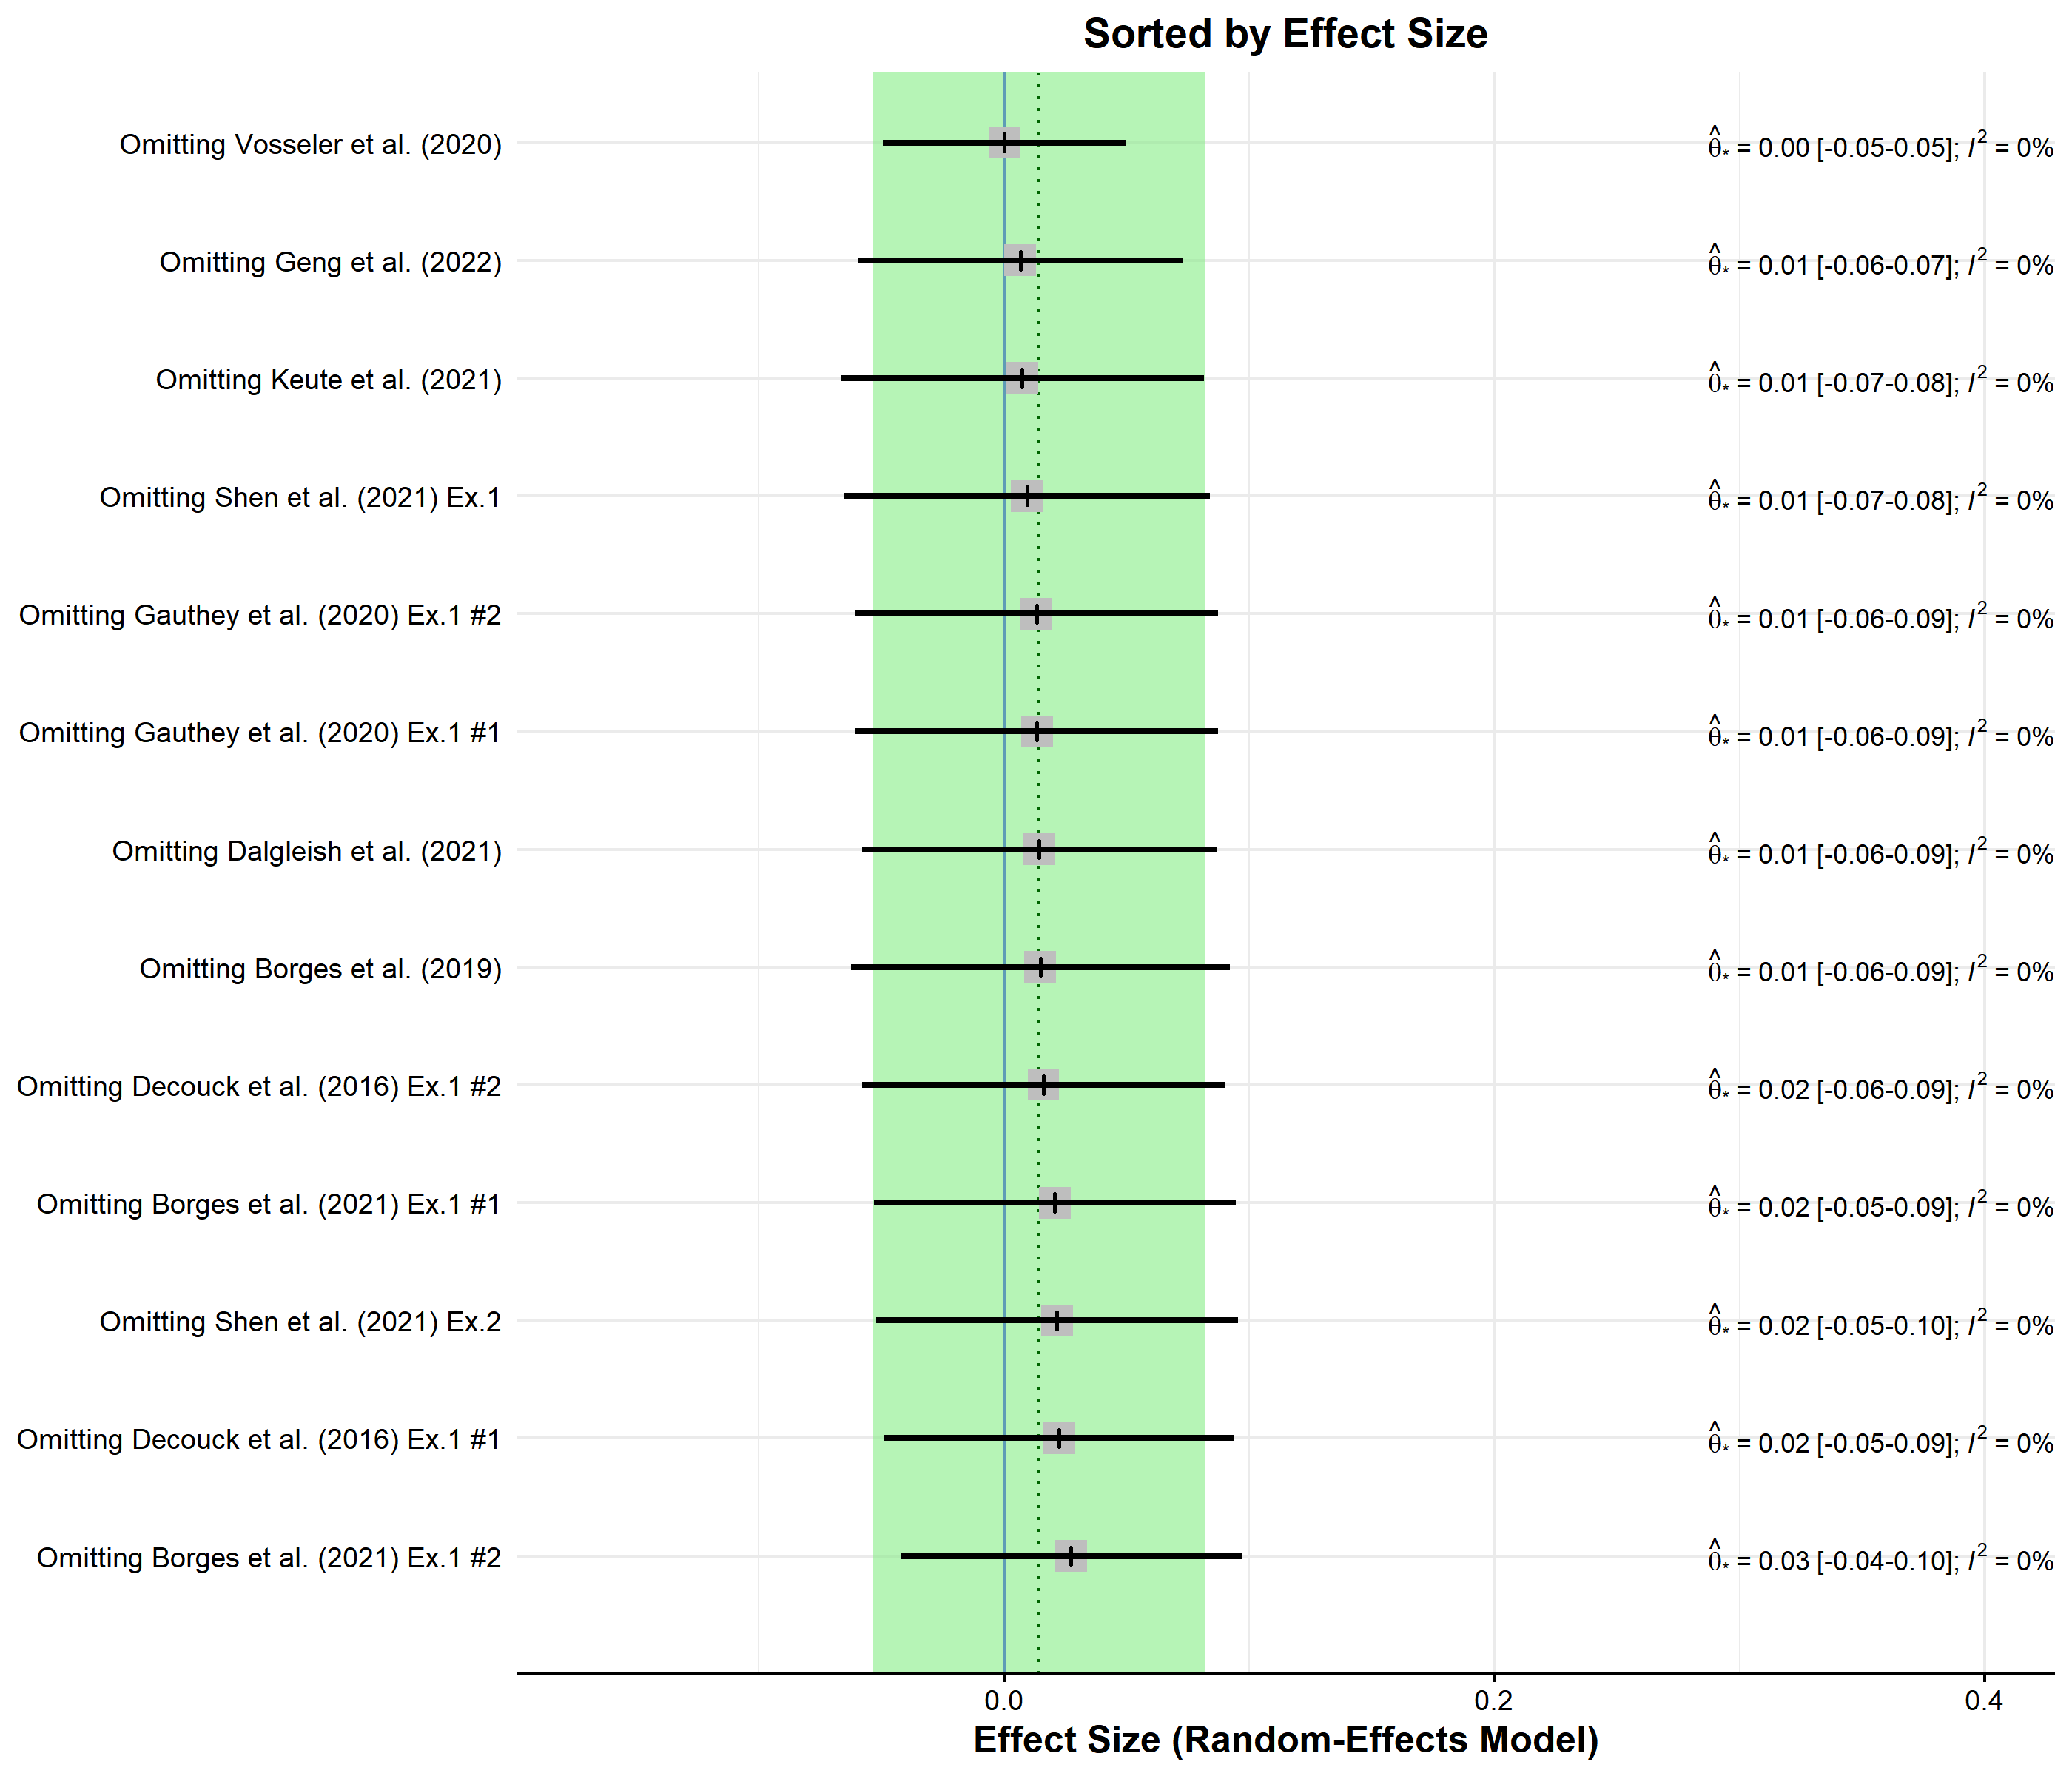 Sorted by Effect Size
Omitting Vosseler et al. (2020) θ̂* = 0.00 [-0.05-0.05]; I² = 0%
Omitting Geng et al. (2022) θ̂* = 0.01 [-0.06-0.07]; I² = 0%
Omitting Keute et al. (2021) θ̂* = 0.01 [-0.07-0.08]; I² = 0%
Omitting Shen et al. (2021) Ex.1 θ̂* = 0.01 [-0.07-0.08]; I² = 0%
Omitting Gauthey et al. (2020) Ex.1 #2 θ̂* = 0.01 [-0.06-0.09]; I² = 0%
Omitting Gauthey et al. (2020) Ex.1 #1 θ̂* = 0.01 [-0.06-0.09]; I² = 0%
Omitting Dalgleish et al. (2021) θ̂* = 0.01 [-0.06-0.09]; I² = 0%
Omitting Borges et al. (2019) θ̂* = 0.01 [-0.06-0.09]; I² = 0%
Omitting Decouck et al. (2016) Ex.1 #2 θ̂* = 0.02 [-0.06-0.09]; I² = 0%
Omitting Borges et al. (2021) Ex.1 #1 θ̂* = 0.02 [-0.05-0.09]; I² = 0%
Omitting Shen et al. (2021) Ex.2 θ̂* = 0.02 [-0.05-0.10]; I² = 0%
Omitting Decouck et al. (2016) Ex.1 #1 θ̂* = 0.02 [-0.05-0.09]; I² = 0%
Omitting Borges et al. (2021) Ex.1 #2 θ̂* = 0.03 [-0.04-0.10]; I² = 0%
0.0 0.2 0.4
Effect Size (Random-Effects Model)